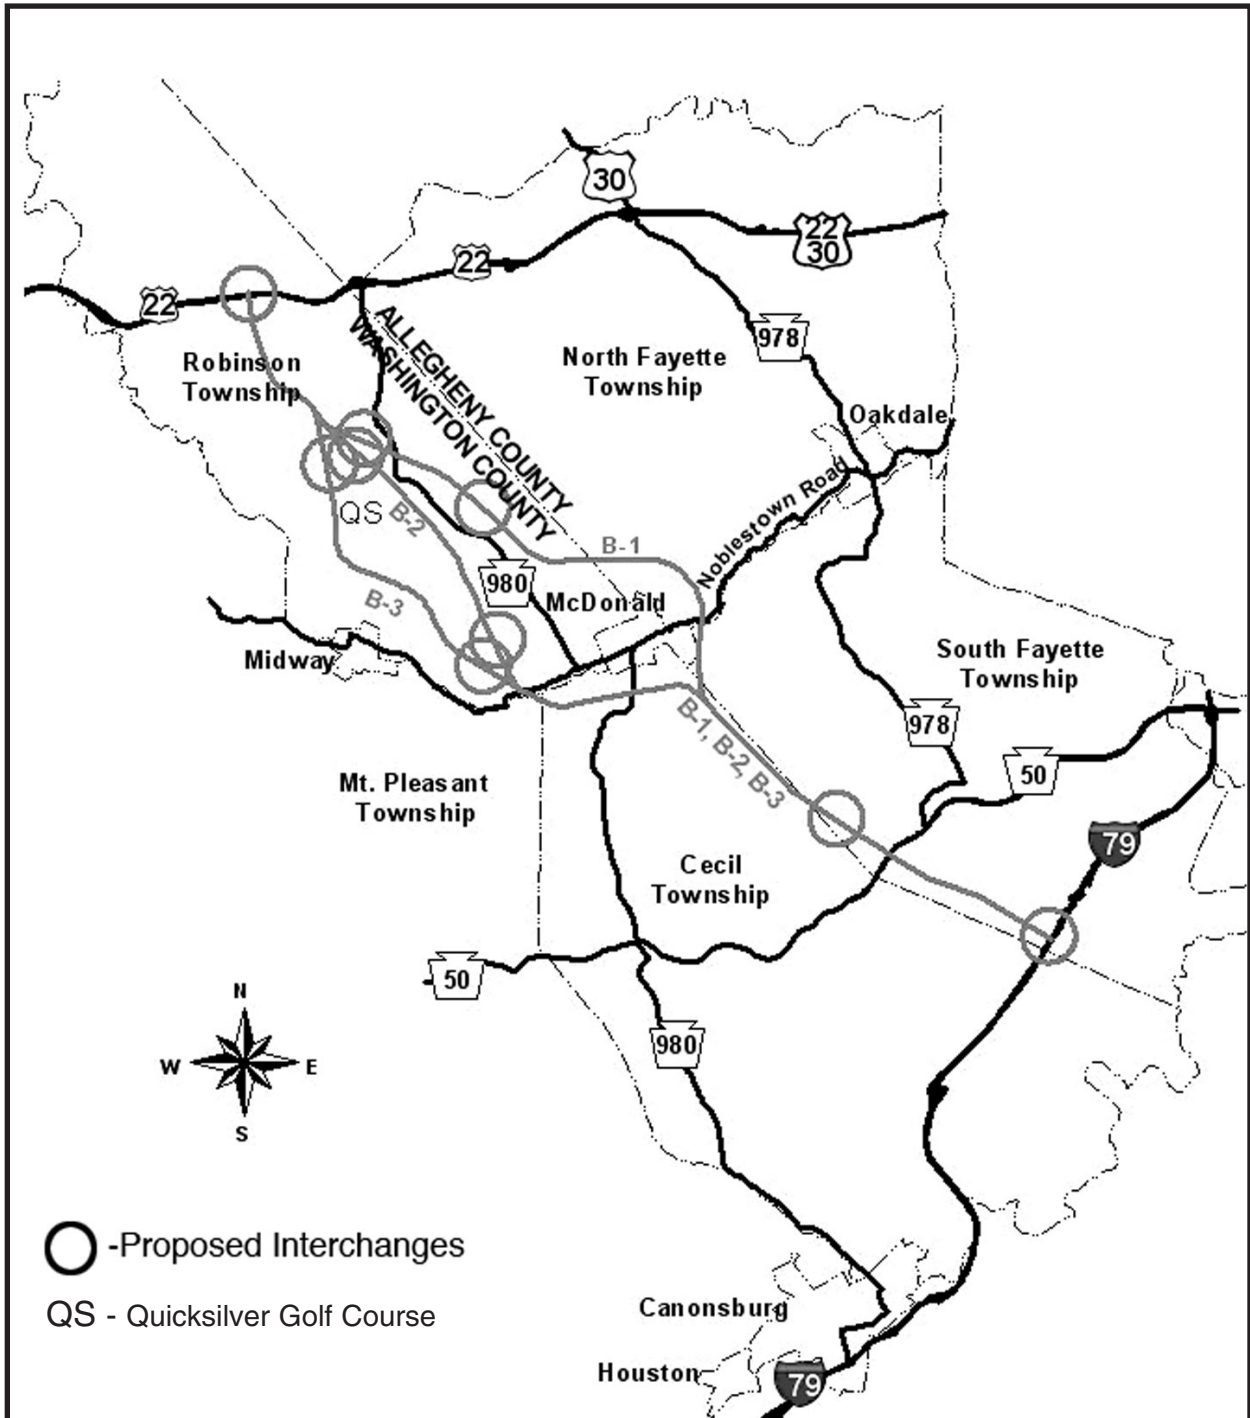 30
22
30
22
22
978
ALLEGHENY COUNTY
WASHINGTON COUNTY
Robinson
Township
North Fayette
Township
Oakdale
Noblestown Road
QS
B-2
B-1
980
B-3
McDonald
Midway
South Fayette
Township
978
50
B-1, B-2, B-3
Mt. Pleasant
Township
79
Cecil
Township
50
980
N
W
E
S
-Proposed Interchanges
QS - Quicksilver Golf Course
Canonsburg
Houston
79